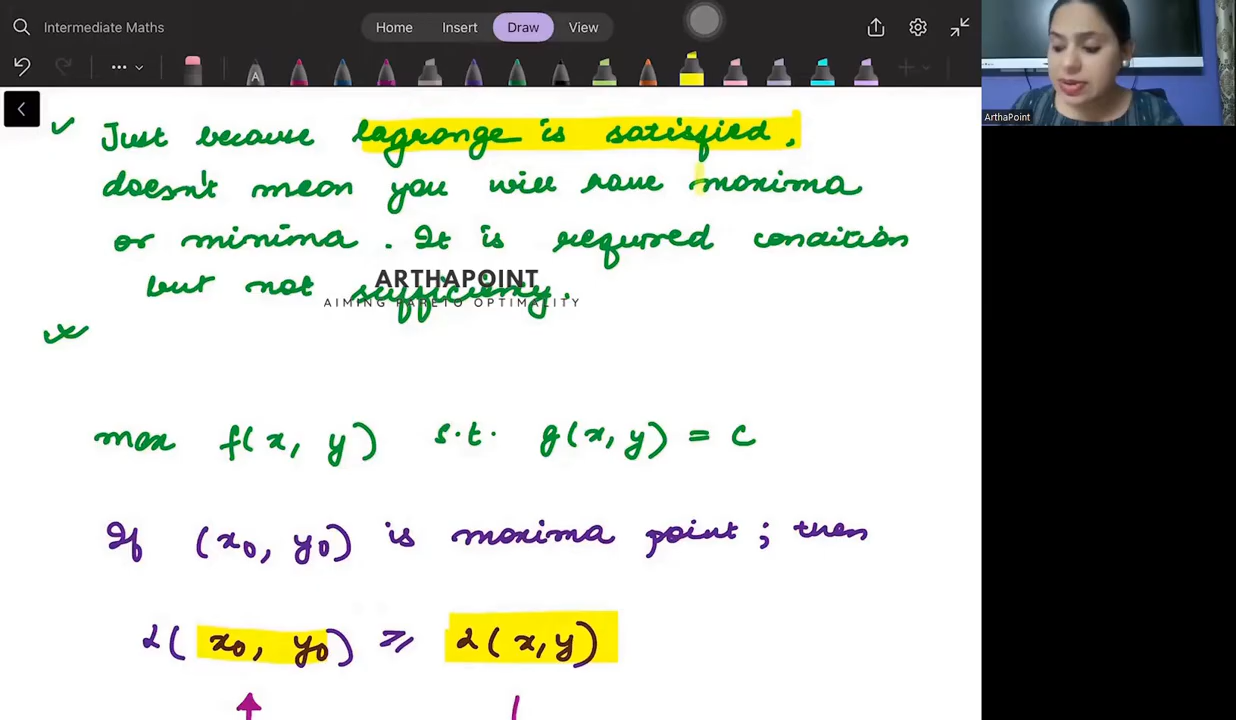 Intermediate Maths
Home Insert Draw View
ArthaPoint
Just because lagrange is satisfied,
doesn't mean you will have maxima
or minima. It is required condition
but not sufficiency.
ARTHAPOINT
AIMING PARETO OPTIMALITY
max f(x, y) s.t. g(x, y) = c
If (x0, y0) is maxima point; then
L(x0, y0) ≥ L(x, y)